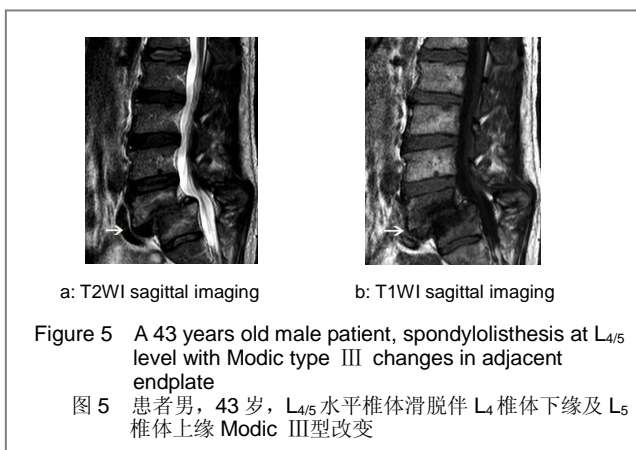 a: T2WI sagittal imaging
b: T1WI sagittal imaging
Figure 5 A 43 years old male patient, spondylolisthesis at L4/5
level with Modic type Ⅲ changes in adjacent
endplate
图 5 患者男，43 岁，L4/5 水平椎体滑脱伴 L4 椎体下缘及 L5
椎体上缘 Modic Ⅲ型改变